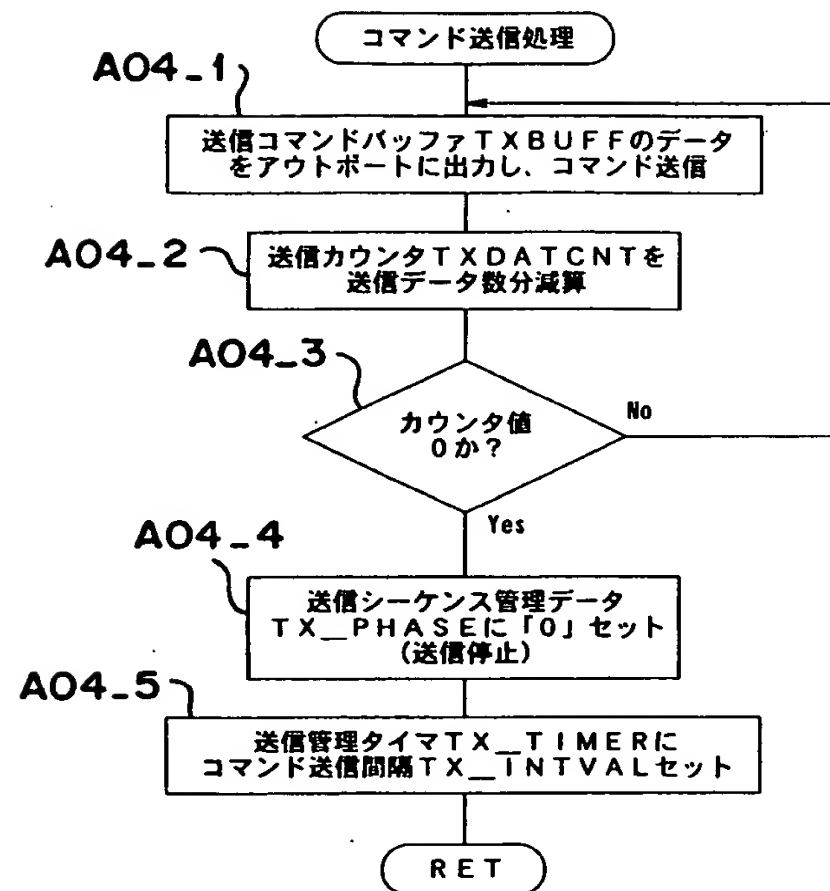 コマンド送信処理
A04_1
送信コマンドバッファTXBUFFのデータ
をアウトポートに出力し、コマンド送信
A04_2
送信カウンタTXDATCNTを
送信データ数分減算
A04_3
カウンタ値
0か?
No
Yes
A04_4
送信シーケンス管理データ
TX_PHASEに「0」セット
(送信停止)
A04_5
送信管理タイマTX_TIMERに
コマンド送信間隔TX_INTVALセット
RET